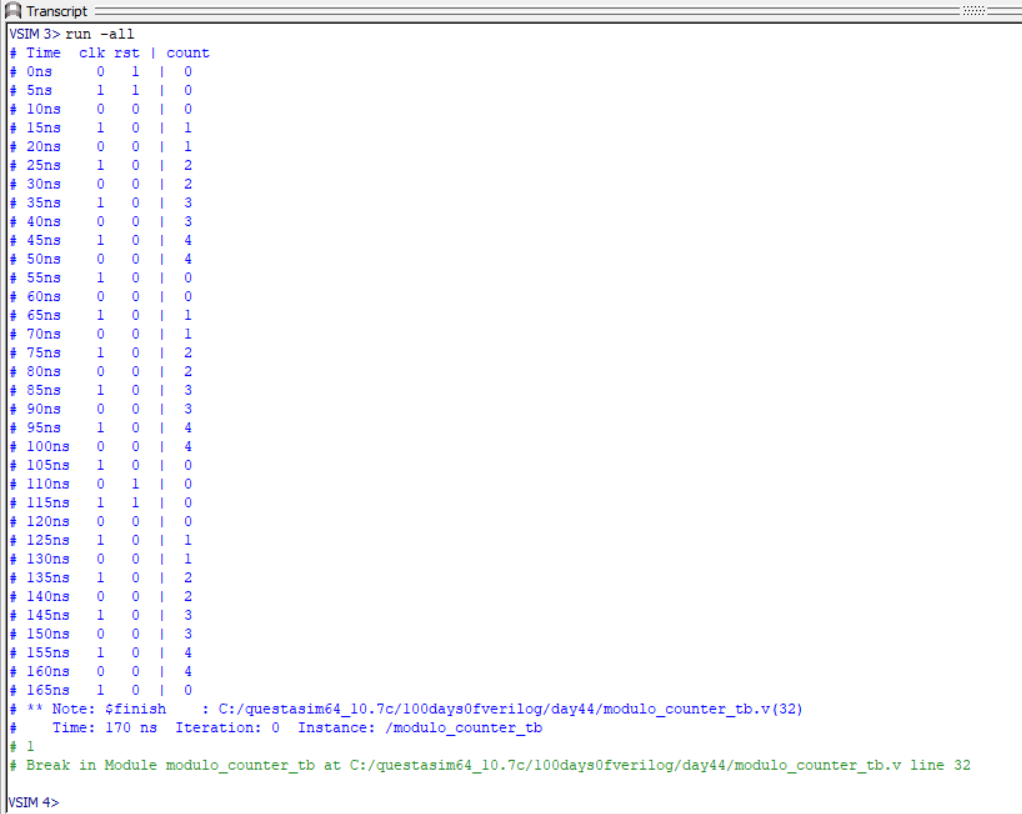 Transcript
VSIM 3> run -all
# Time  clk rst | count
# 0ns     0   1  |  0
# 5ns     1   1  |  0
# 10ns    0   0  |  0
# 15ns    1   0  |  1
# 20ns    0   0  |  1
# 25ns    1   0  |  2
# 30ns    0   0  |  2
# 35ns    1   0  |  3
# 40ns    0   0  |  3
# 45ns    1   0  |  4
# 50ns    0   0  |  4
# 55ns    1   0  |  0
# 60ns    0   0  |  0
# 65ns    1   0  |  1
# 70ns    0   0  |  1
# 75ns    1   0  |  2
# 80ns    0   0  |  2
# 85ns    1   0  |  3
# 90ns    0   0  |  3
# 95ns    1   0  |  4
# 100ns   0   0  |  4
# 105ns   1   0  |  0
# 110ns   0   1  |  0
# 115ns   1   1  |  0
# 120ns   0   0  |  0
# 125ns   1   0  |  1
# 130ns   0   0  |  1
# 135ns   1   0  |  2
# 140ns   0   0  |  2
# 145ns   1   0  |  3
# 150ns   0   0  |  3
# 155ns   1   0  |  4
# 160ns   0   0  |  4
# 165ns   1   0  |  0
# ** Note: $finish    : C:/questasim64_10.7c/100days0fverilog/day44/modulo_counter_tb.v(32)
#    Time: 170 ns  Iteration: 0  Instance: /modulo_counter_tb
# 1
# Break in Module modulo_counter_tb at C:/questasim64_10.7c/100days0fverilog/day44/modulo_counter_tb.v line 32
VSIM 4>